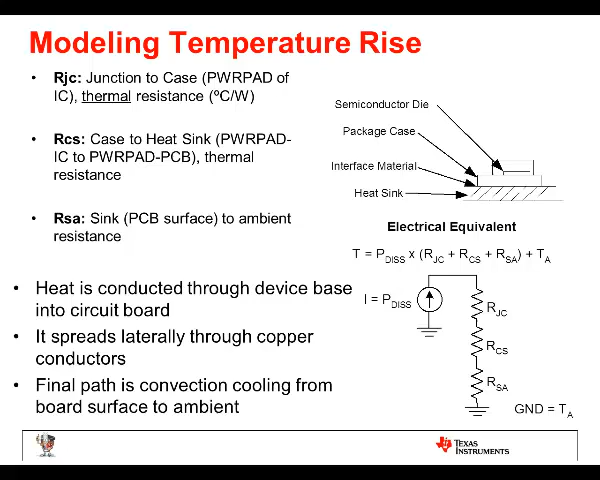 Modeling Temperature Rise
• Rjc: Junction to Case (PWRPAD of
IC), thermal resistance (ºC/W)
• Rcs: Case to Heat Sink (PWRPAD-
IC to PWRPAD-PCB), thermal
resistance
• Rsa: Sink (PCB surface) to ambient
resistance
• Heat is conducted through device base
into circuit board
• It spreads laterally through copper
conductors
• Final path is convection cooling from
board surface to ambient
Semiconductor Die
Package Case
Interface Material
Heat Sink
Electrical Equivalent
T = PDISS x (RJC + RCS + RSA) + TA
I = PDISS
RJC
RCS
RSA
GND = TA
TEXAS
INSTRUMENTS